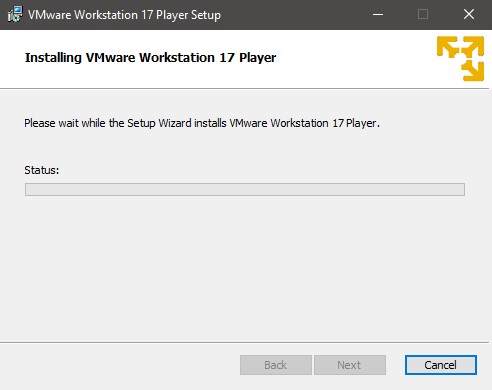 VMware Workstation 17 Player Setup
Installing VMware Workstation 17 Player
Please wait while the Setup Wizard installs VMware Workstation 17 Player.
Status:
Back Next Cancel